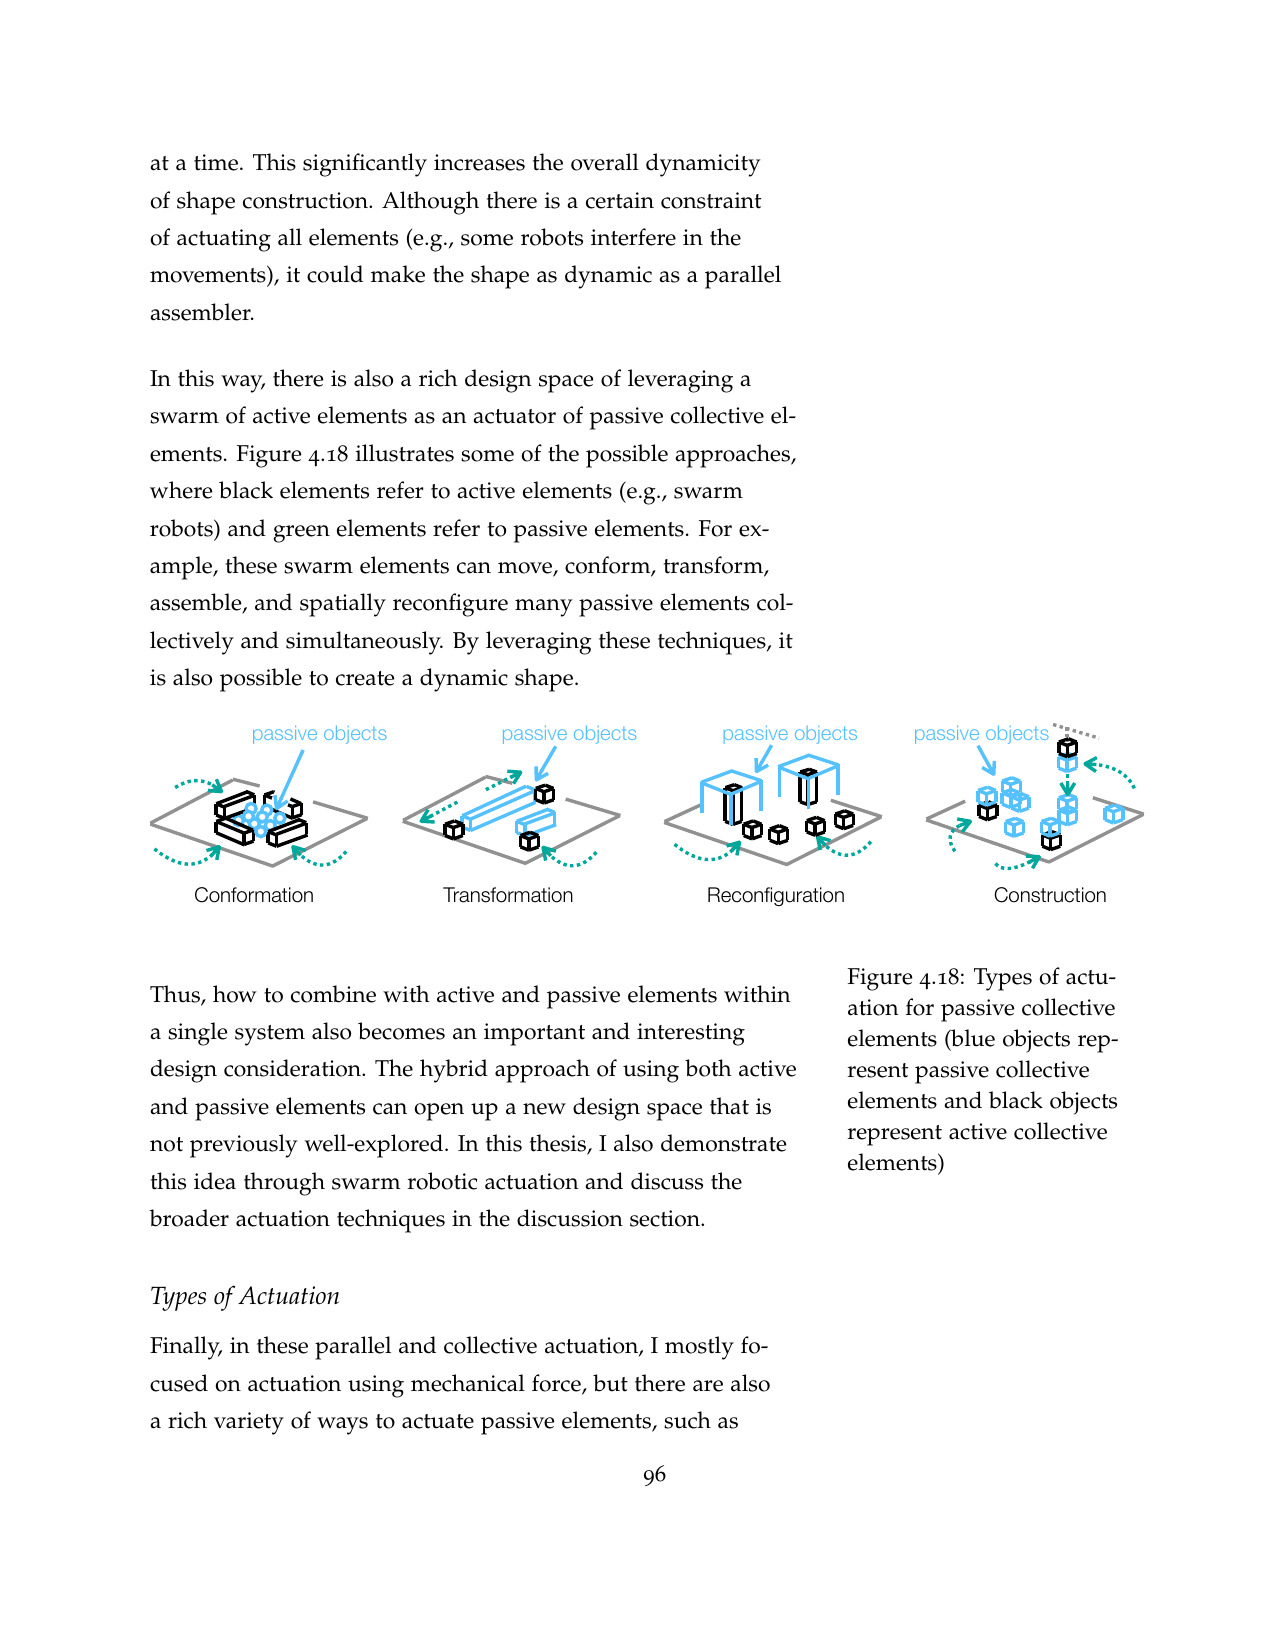 at a time. This significantly increases the overall dynamicity
of shape construction. Although there is a certain constraint
of actuating all elements (e.g., some robots interfere in the
movements), it could make the shape as dynamic as a parallel
assembler.
In this way, there is also a rich design space of leveraging a
swarm of active elements as an actuator of passive collective el-
ements. Figure 4.18 illustrates some of the possible approaches,
where black elements refer to active elements (e.g., swarm
robots) and green elements refer to passive elements. For ex-
ample, these swarm elements can move, conform, transform,
assemble, and spatially reconfigure many passive elements col-
lectively and simultaneously. By leveraging these techniques, it
is also possible to create a dynamic shape.
passive objects
passive objects
passive objects
passive objects
Conformation
Transformation
Reconfiguration
Construction
Thus, how to combine with active and passive elements within
a single system also becomes an important and interesting
design consideration. The hybrid approach of using both active
and passive elements can open up a new design space that is
not previously well-explored. In this thesis, I also demonstrate
this idea through swarm robotic actuation and discuss the
broader actuation techniques in the discussion section.
Figure 4.18: Types of actu-
ation for passive collective
elements (blue objects rep-
resent passive collective
elements and black objects
represent active collective
elements)
Types of Actuation
Finally, in these parallel and collective actuation, I mostly fo-
cused on actuation using mechanical force, but there are also
a rich variety of ways to actuate passive elements, such as
96